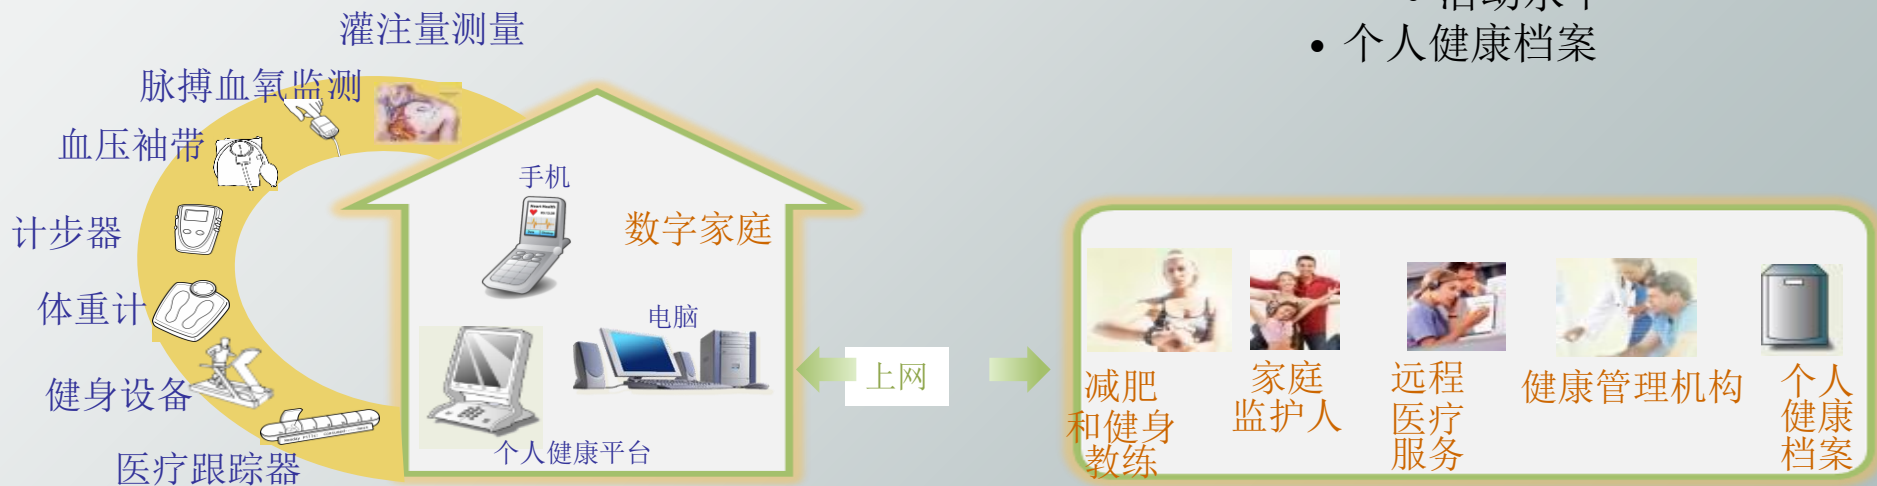 活动水平
• 个人健康档案
灌注量测量
脉搏血氧监测
血压袖带
计步器
体重计
健身设备
医疗跟踪器
手机
数字家庭
电脑
个人健康平台
上网
减肥
和健身
教练
家庭
监护人
远程
医疗
服务
健康管理机构
个人
健康
档案